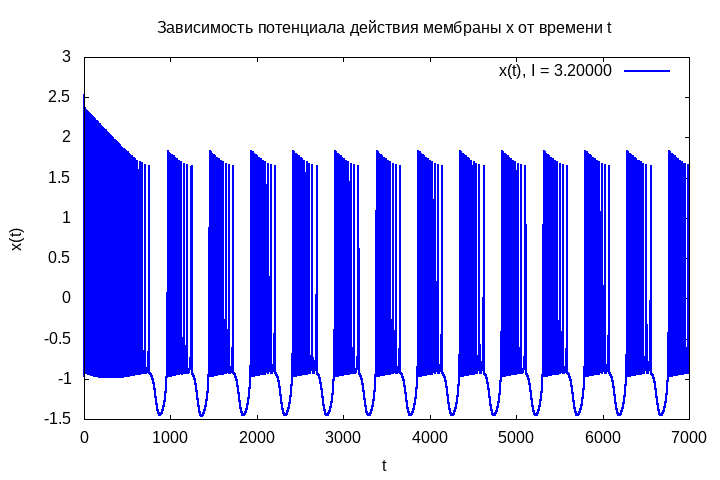 Зависимость потенциала действия мембраны x от времени t
3
2.5
2
1.5
1
0.5
0
-0.5
-1
-1.5
x(t)
x(t), I = 3.20000
0 1000 2000 3000 4000 5000 6000 7000
t